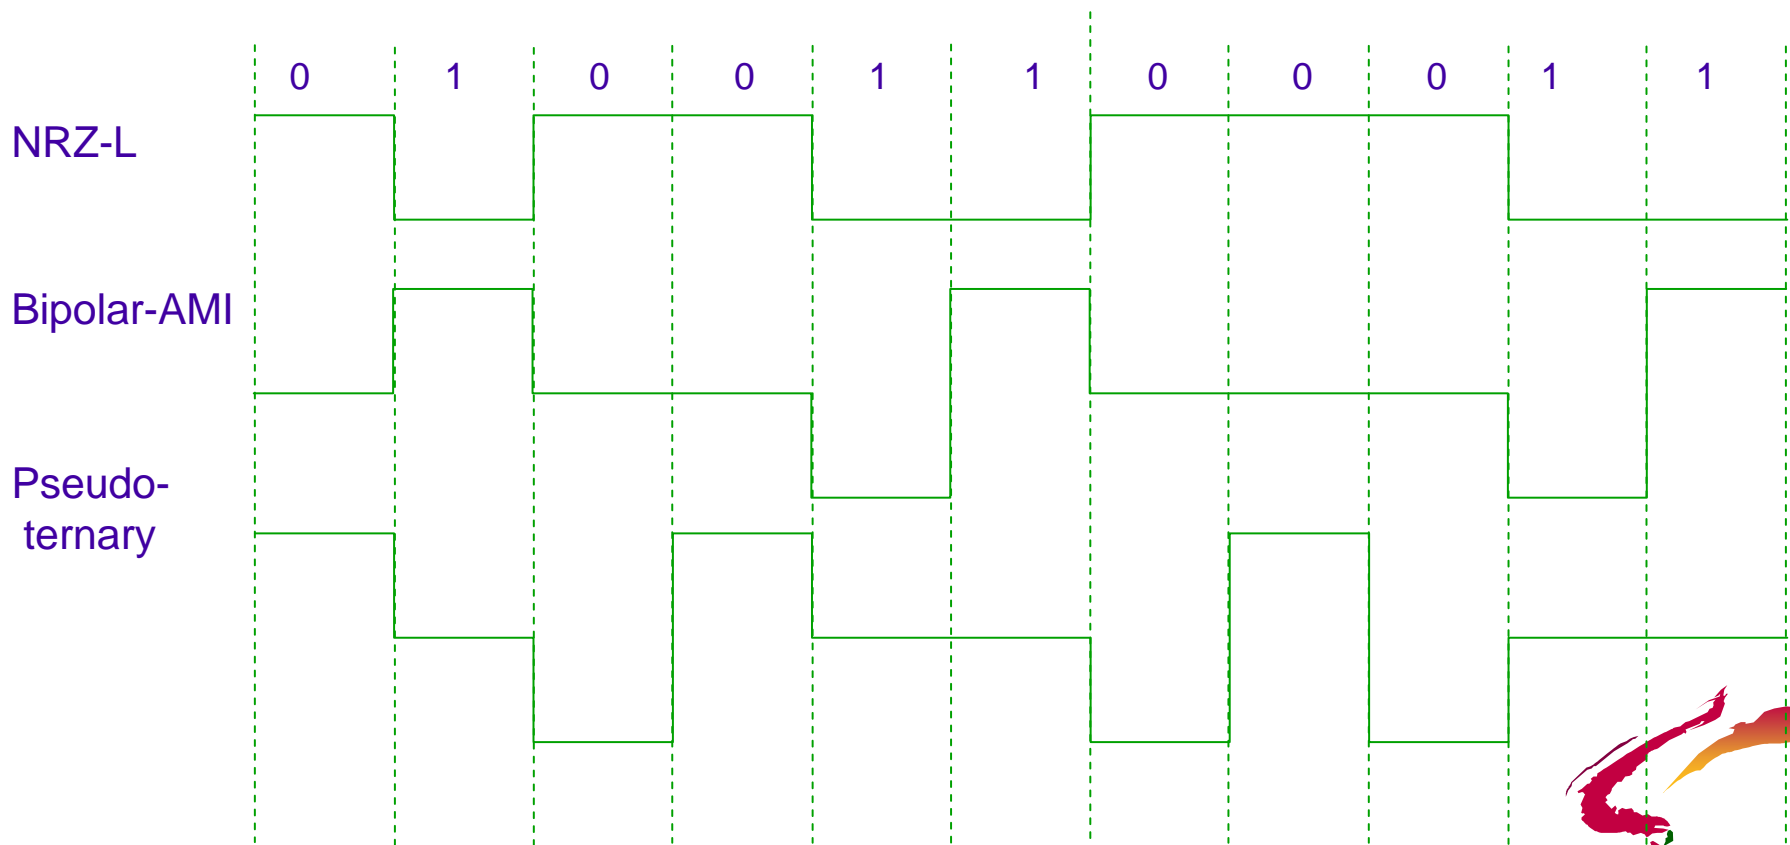 0 1 0 0 1 1 0 0 0 1 1
NRZ-L
Bipolar-AMI
Pseudo-
ternary